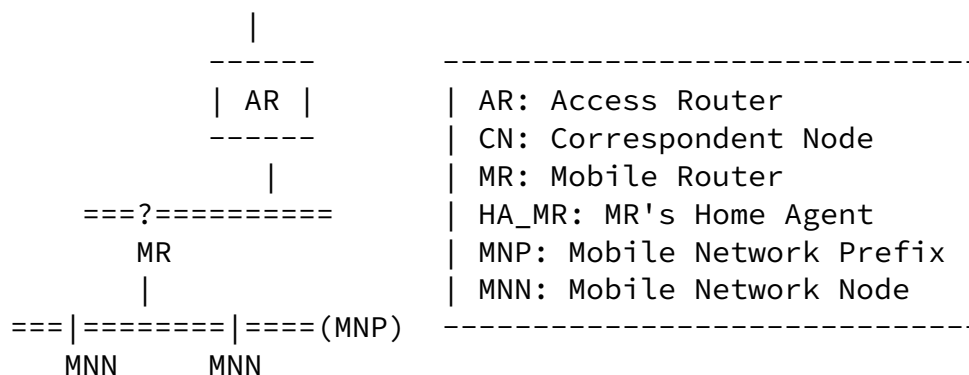 |
              ------         -----------------------------
              | AR |         | AR: Access Router
              ------         | CN: Correspondent Node
                  |          | MR: Mobile Router
       ===?==========        | HA_MR: MR's Home Agent
          MR                 | MNP: Mobile Network Prefix
          |                  | MNN: Mobile Network Node
   ===|========|====(MNP)    -----------------------------
      MNN      MNN